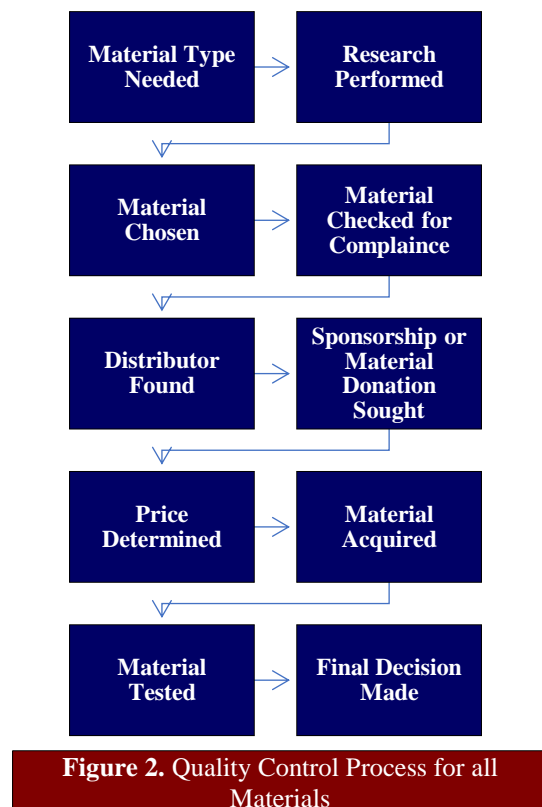 Material Type
Needed
Research
Performed
Material
Chosen
Material
Checked for
Complaince
Distributor
Found
Sponsorship or
Material
Donation
Sought
Price
Determined
Material
Acquired
Material
Tested
Final Decision
Made
Figure 2. Quality Control Process for all
Materials